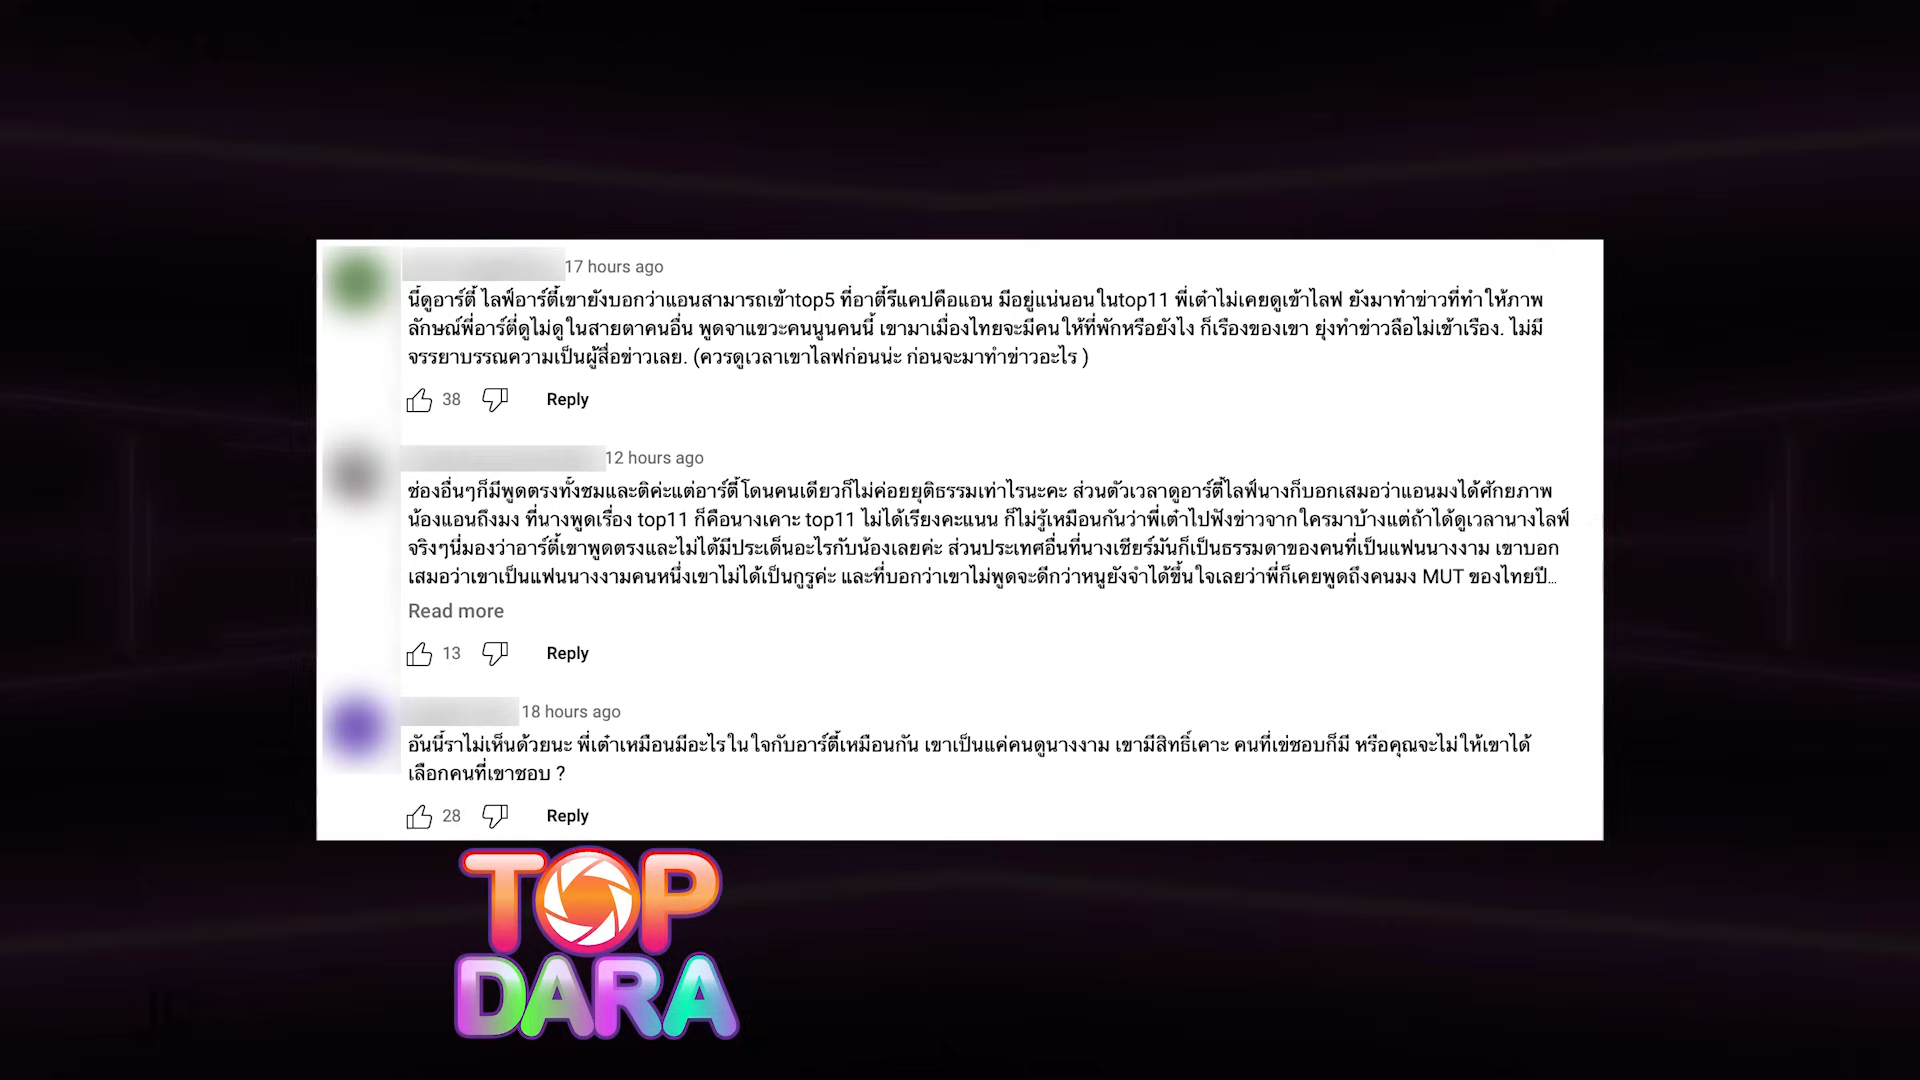 17 hours ago
นี้ดูอาร์ตี้ ไลฟ์อาร์ตี้เขายังบอกว่าแอนสามารถเข้าtop5 ที่อาตี้รีแคปคือแอน มีอยู่แน่นอนในtop11 พี่เต๋าไม่เคยดูเข้าไลฟ ยังมาทำข่าวที่ทำให้ภาพ
ลักษณ์พี่อาร์ตี่ดูไม่ดูในสายตาคนอื่น พูดจาแขวะคนนูนคนนี้ เขามาเมื่องไทยจะมีคนให้ที่พักหรือยังไง ก็เรืองของเขา ยุ่งทำข่าวลือไม่เข้าเรือง. ไม่มี
จรรยาบรรณความเป็นผู้สื่อข่าวเลย. (ควรดูเวลาเขาไลฟก่อนน่ะ ก่อนจะมาทำข่าวอะไร )
38 Reply
12 hours ago
ช่องอื่นๆก็มีพูดตรงทั้งชมและติค่ะแต่อาร์ตี้โดนคนเดียวก็ไม่ค่อยยุติธรรมเท่าไรนะคะ ส่วนตัวเวลาดูอาร์ตี้ไลฟ์นางก็บอกเสมอว่าแอนมงได้ศักยภาพ
น้องแอนถึงมง ที่นางพูดเรื่อง top11 ก็คือนางเคาะ top11 ไม่ได้เรียงคะแนน ก็ไม่รู้เหมือนกันว่าพี่เต๋าไปฟังข่าวจากใครมาบ้างแต่ถ้าได้ดูเวลานางไลฟ์
จริงๆนี่มองว่าอาร์ตี้เขาพูดตรงและไม่ได้มีประเด็นอะไรกับน้องเลยค่ะ ส่วนประเทศอื่นที่นางเชียร์มันก็เป็นธรรมดาของคนที่เป็นแฟนนางงาม เขาบอก
เสมอว่าเขาเป็นแฟนนางงามคนหนึ่งเขาไม่ได้เป็นกูรูค่ะ และที่บอกว่าเขาไม่พูดจะดีกว่าหนูยังจำได้ขึ้นใจเลยว่าพี่ก็เคยพูดถึงคนมง MUT ของไทยปี...
Read more
13 Reply
18 hours ago
อันนี้ราไม่เห็นด้วยนะ พี่เต๋าเหมือนมีอะไรในใจกับอาร์ตี้เหมือนกัน เขาเป็นแค่คนดูนางงาม เขามีสิทธิ์เคาะ คนที่เข่ชอบก็มี หรือคุณจะไม่ให้เขาได้
เลือกคนที่เขาชอบ ?
28 Reply
TOP
DARA